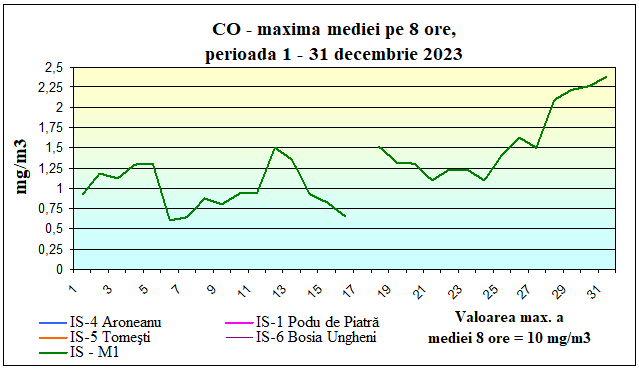 CO - maxima mediei pe 8 ore,
perioada 1 - 31 decembrie 2023
mg/m3
2,5
2,25
2
1,75
1,5
1,25
1
0,75
0,5
0,25
0
1 3 5 7 9 11 13 15 17 19 21 23 25 27 29 31
IS-4 Aroneanu
IS-1 Podu de Piatră
IS-5 Tomeşti
IS-6 Bosia Ungheni
IS - M1
Valoarea max. a
mediei 8 ore = 10 mg/m3